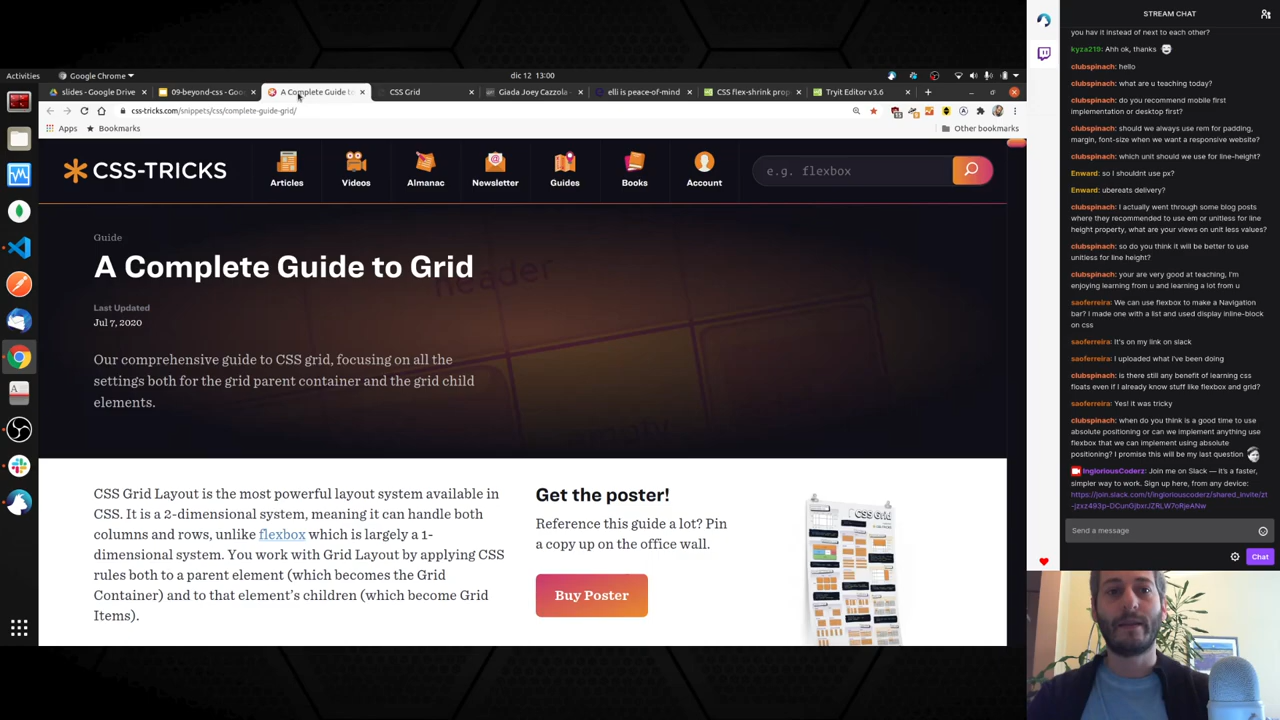 Activities
Google Chrome
dic 12 13:00
slides - Google Drive
09-beyond-css - Goo
A Complete Guide to
CSS Grid
Giada Joey Cazzola
elli is peace-of-mind
CSS flex-shrink prop
Tryit Editor v3.6
css-tricks.com/snippets/css/complete-guide-grid/
Apps
Bookmarks
Other bookmarks
CSS-TRICKS
Articles
Videos
Almanac
Newsletter
Guides
Books
Account
e.g. flexbox
Guide
A Complete Guide to Grid
Last Updated
Jul 7, 2020
Our comprehensive guide to CSS grid, focusing on all the
settings both for the grid parent container and the grid child
elements.
CSS Grid Layout is the most powerful layout system available in
CSS. It is a 2-dimensional system, meaning it can handle both
columns and rows, unlike flexbox which is largely a 1-
dimensional system. You work with Grid Layout by applying CSS
rules both to a parent element (which becomes the Grid
Container) and to that element's children (which become Grid
Items).
Get the poster!
Reference this guide a lot? Pin
a copy up on the office wall.
Buy Poster
CSS Grid
STREAM CHAT
you hav it instead of next to each other?
kyza219: Ahh ok, thanks
clubspinach: hello
clubspinach: what are u teaching today?
clubspinach: do you recommend mobile first
implementation or desktop first?
clubspinach: should we always use rem for padding,
margin, font-size when we want a responsive website?
clubspinach: which unit should we use for line-height?
Enward: so I shouldnt use px?
Enward: ubereats delivery?
clubspinach: I actually went through some blog posts
where they recommended to use em or unitless for line
height property, what are your views on unit less values?
clubspinach: so do you think it will be better to use
unitless for line height?
clubspinach: your are very good at teaching, I'm
enjoying learning from u and learning a lot from u
saoferreira: We can use flexbox to make a Navigation
bar? I made one with a list and used display inline-block
on css
saoferreira: It's on my link on slack
saoferreira: I uploaded what i've been doing
clubspinach: is there still any benefit of learning css
floats even if I already know stuff like flexbox and grid?
saoferreira: Yes! it was tricky
clubspinach: when do you think is a good time to use
absolute positioning or can we implement anything use
flexbox that we can implement using absolute
positioning? I promise this will be my last question
IngloriousCoderz: Join me on Slack — it's a faster,
simpler way to work. Sign up here, from any device:
https://join.slack.com/t/ingloriouscoderz/shared_invite/zt
Send a message
Chat